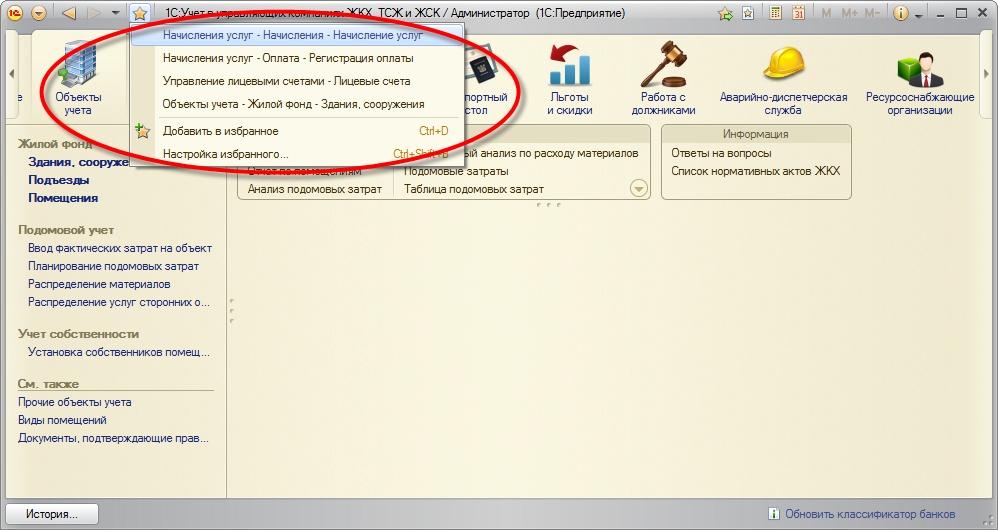 1С:Учет в управляющих компаниях ЖКХ, ТСЖ и ЖСК / Администратор (1С:Предприятие)
M M+ M-
Начисления услуг - Начисления - Начисление услуг
Начисления услуг - Оплата - Регистрация оплаты
Управление лицевыми счетами - Лицевые счета
Объекты учета - Жилой фонд - Здания, сооружения
Добавить в избранное Ctrl+D
Настройка избранного... Ctrl+Shift+B
е
Объекты
учета
портный
стол
Льготы
и скидки
Работа с
должниками
Аварийно-диспетчерская
служба
Ресурсоснабжающие
организации
Жилой фонд
Здания, сооруже
Подъезды
Помещения
Подомовой учет
Ввод фактических затрат на объект
Планирование подомовых затрат
Распределение материалов
Распределение услуг сторонних о...
Учет собственности
Установка собственников помещ...
См. также
Прочие объекты учета
Виды помещений
Документы, подтверждающие прав...
ый анализ по расходу материалов
Отчет по помещениям
Подомовые затраты
Анализ подомовых затрат
Таблица подомовых затрат
Информация
Ответы на вопросы
Список нормативных актов ЖКХ
История...
Обновить классификатор банков